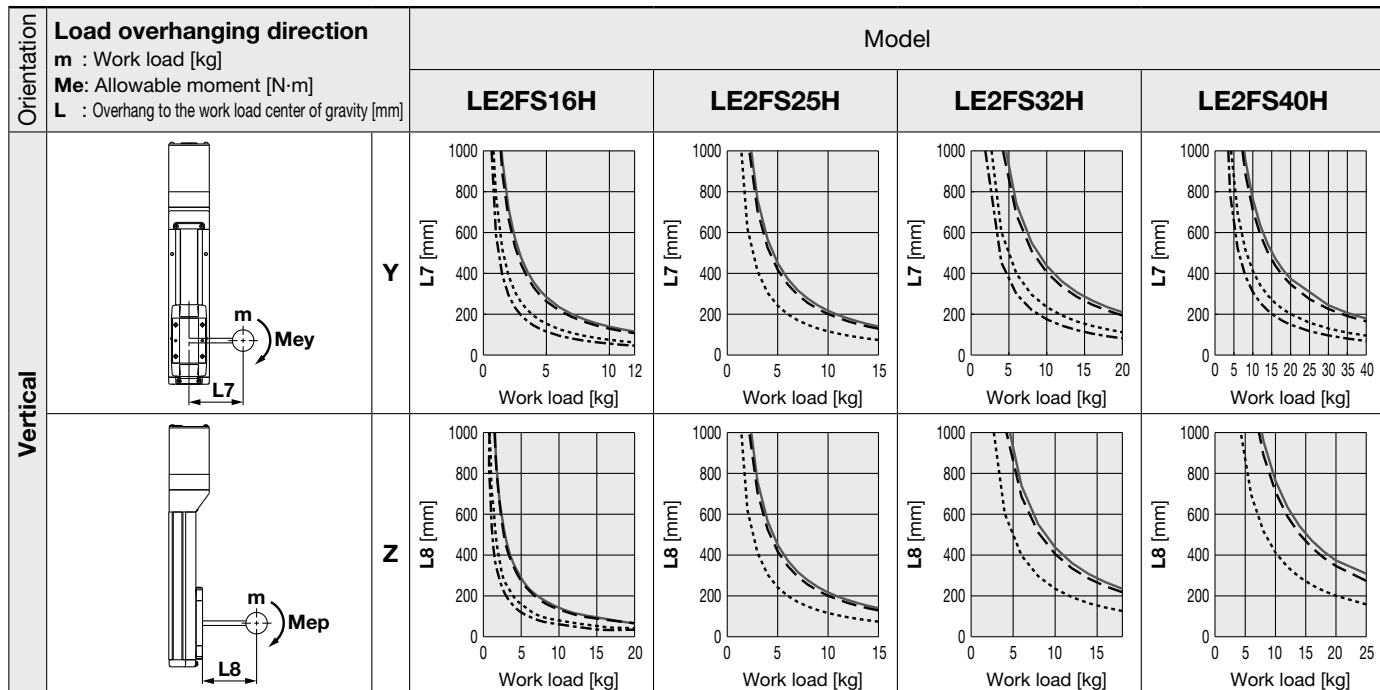 Orientation
Load overhanging direction
m : Work load [kg]
Me: Allowable moment [N·m]
L : Overhang to the work load center of gravity [mm]
Model
LE2FS16H
LE2FS25H
LE2FS32H
LE2FS40H
Vertical
m
Mey
L7
Y
L7 [mm]
1000
800
600
400
200
0
0 5 10 12
Work load [kg]
L7 [mm]
1000
800
600
400
200
0
0 5 10 15
Work load [kg]
L7 [mm]
1000
800
600
400
200
0
0 5 10 15 20
Work load [kg]
L7 [mm]
1000
800
600
400
200
0
0 5 10 15 20 25 30 35 40
Work load [kg]
m
Mep
L8
Z
L8 [mm]
1000
800
600
400
200
0
0 5 10 15 20
Work load [kg]
L8 [mm]
1000
800
600
400
200
0
0 5 10 15
Work load [kg]
L8 [mm]
1000
800
600
400
200
0
0 5 10 15
Work load [kg]
L8 [mm]
1000
800
600
400
200
0
0 5 10 15 20 25
Work load [kg]